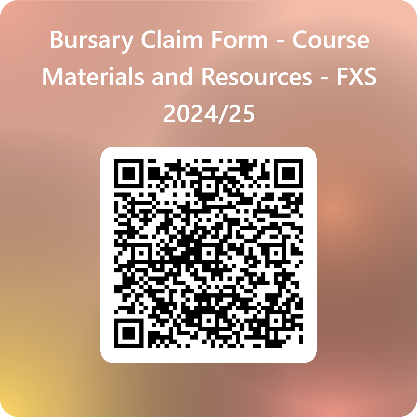 Bursary Claim Form - Course
Materials and Resources - FXS
2024/25